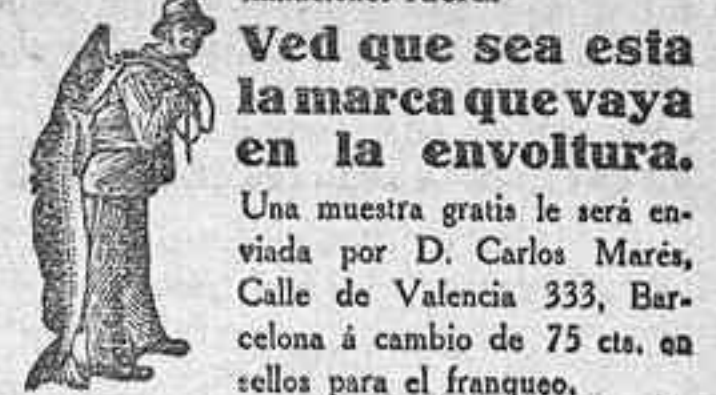 Ved que sea esta
la marca que vaya
en la envoltura.
Una muestra gratis le será en-
viada por D. Carlos Marés,
Calle de Valencia 333, Bar-
celona á cambio de 75 cts. en
sellos para el franqueo.